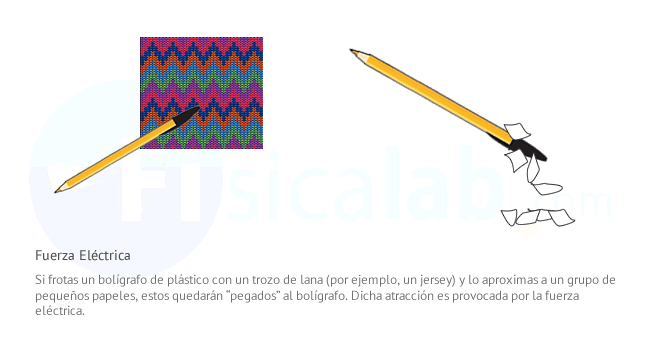 Fisicalab.com
Fuerza Eléctrica
Si frotas un bolígrafo de plástico con un trozo de lana (por ejemplo, un jersey) y lo aproximas a un grupo de
pequeños papeles, estos quedarán “pegados” al bolígrafo. Dicha atracción es provocada por la fuerza
eléctrica.